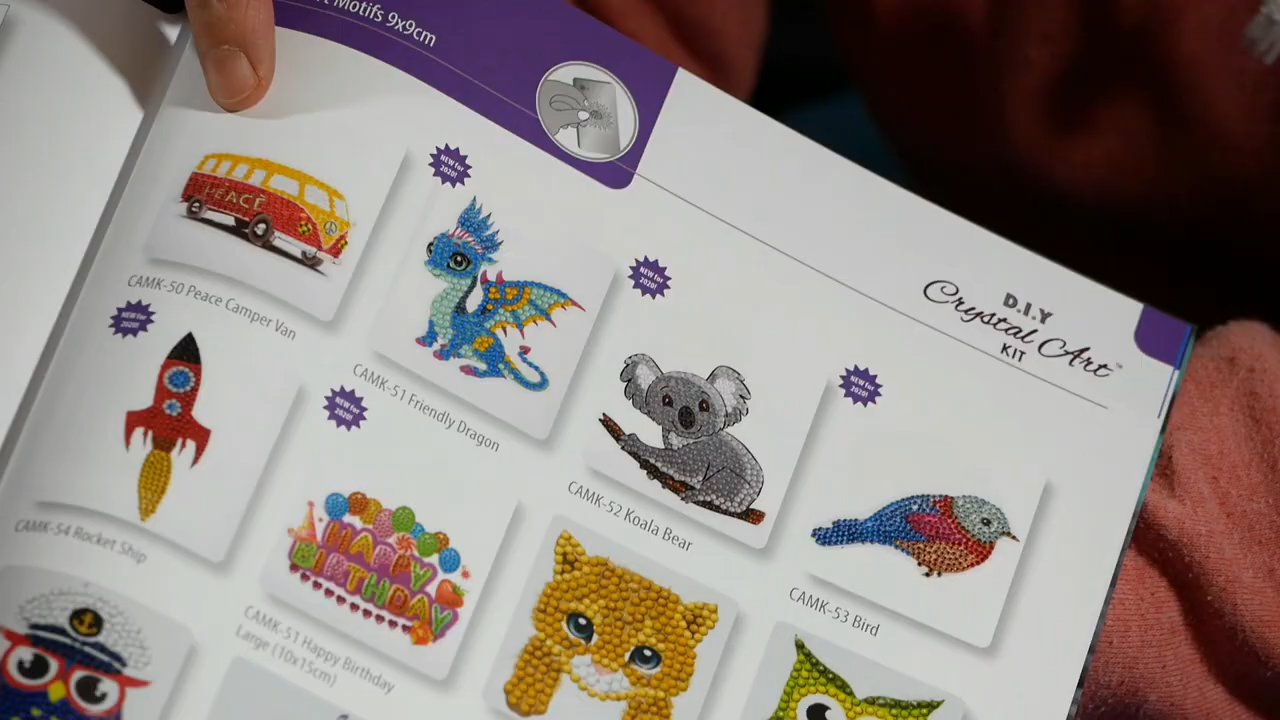 Motifs 9x9cm
D.I.Y
Crystal Art™
KIT
PEACE
CAMK-50 Peace Camper Van
NEW for
2020!
CAMK-51 Friendly Dragon
NEW for
2020!
CAMK-52 Koala Bear
NEW for
2020!
CAMK-53 Bird
NEW for
2020!
CAMK-54 Rocket Ship
NEW for
2020!
HAPPY
BIRTHDAY
CAMK-51 Happy Birthday
Large (10x15cm)